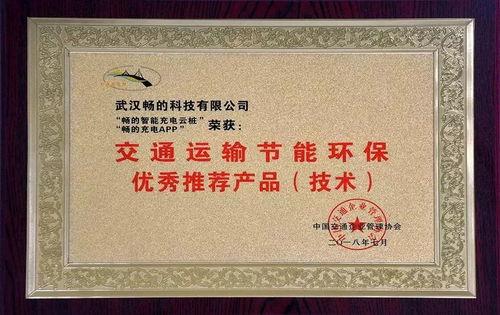 武汉畅的科技有限公司
“畅的智能充电云桩”
“畅的充电APP” 荣获：
交通运输节能环保
优秀推荐产品（技术）
中国交通企业管理协会
二〇一八年七月